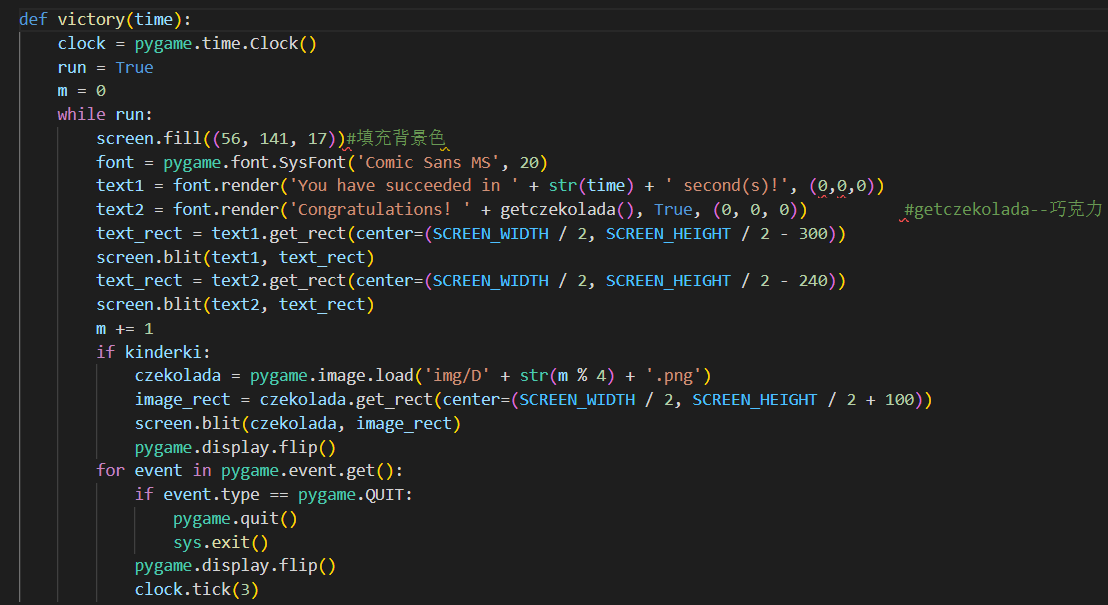 def victory(time):
    clock = pygame.time.Clock()
    run = True
    m = 0
    while run:
        screen.fill((56, 141, 17))#填充背景色
        font = pygame.font.SysFont('Comic Sans MS', 20)
        text1 = font.render('You have succeeded in ' + str(time) + ' second(s)!', (0,0,0))
        text2 = font.render('Congratulations! ' + getczekolada(), True, (0, 0, 0))          #getczekolada--巧克力
        text_rect = text1.get_rect(center=(SCREEN_WIDTH / 2, SCREEN_HEIGHT / 2 - 300))
        screen.blit(text1, text_rect)
        text_rect = text2.get_rect(center=(SCREEN_WIDTH / 2, SCREEN_HEIGHT / 2 - 240))
        screen.blit(text2, text_rect)
        m += 1
        if kinderki:
            czekolada = pygame.image.load('img/D' + str(m % 4) + '.png')
            image_rect = czekolada.get_rect(center=(SCREEN_WIDTH / 2, SCREEN_HEIGHT / 2 + 100))
            screen.blit(czekolada, image_rect)
            pygame.display.flip()
        for event in pygame.event.get():
            if event.type == pygame.QUIT:
                pygame.quit()
                sys.exit()
            pygame.display.flip()
            clock.tick(3)